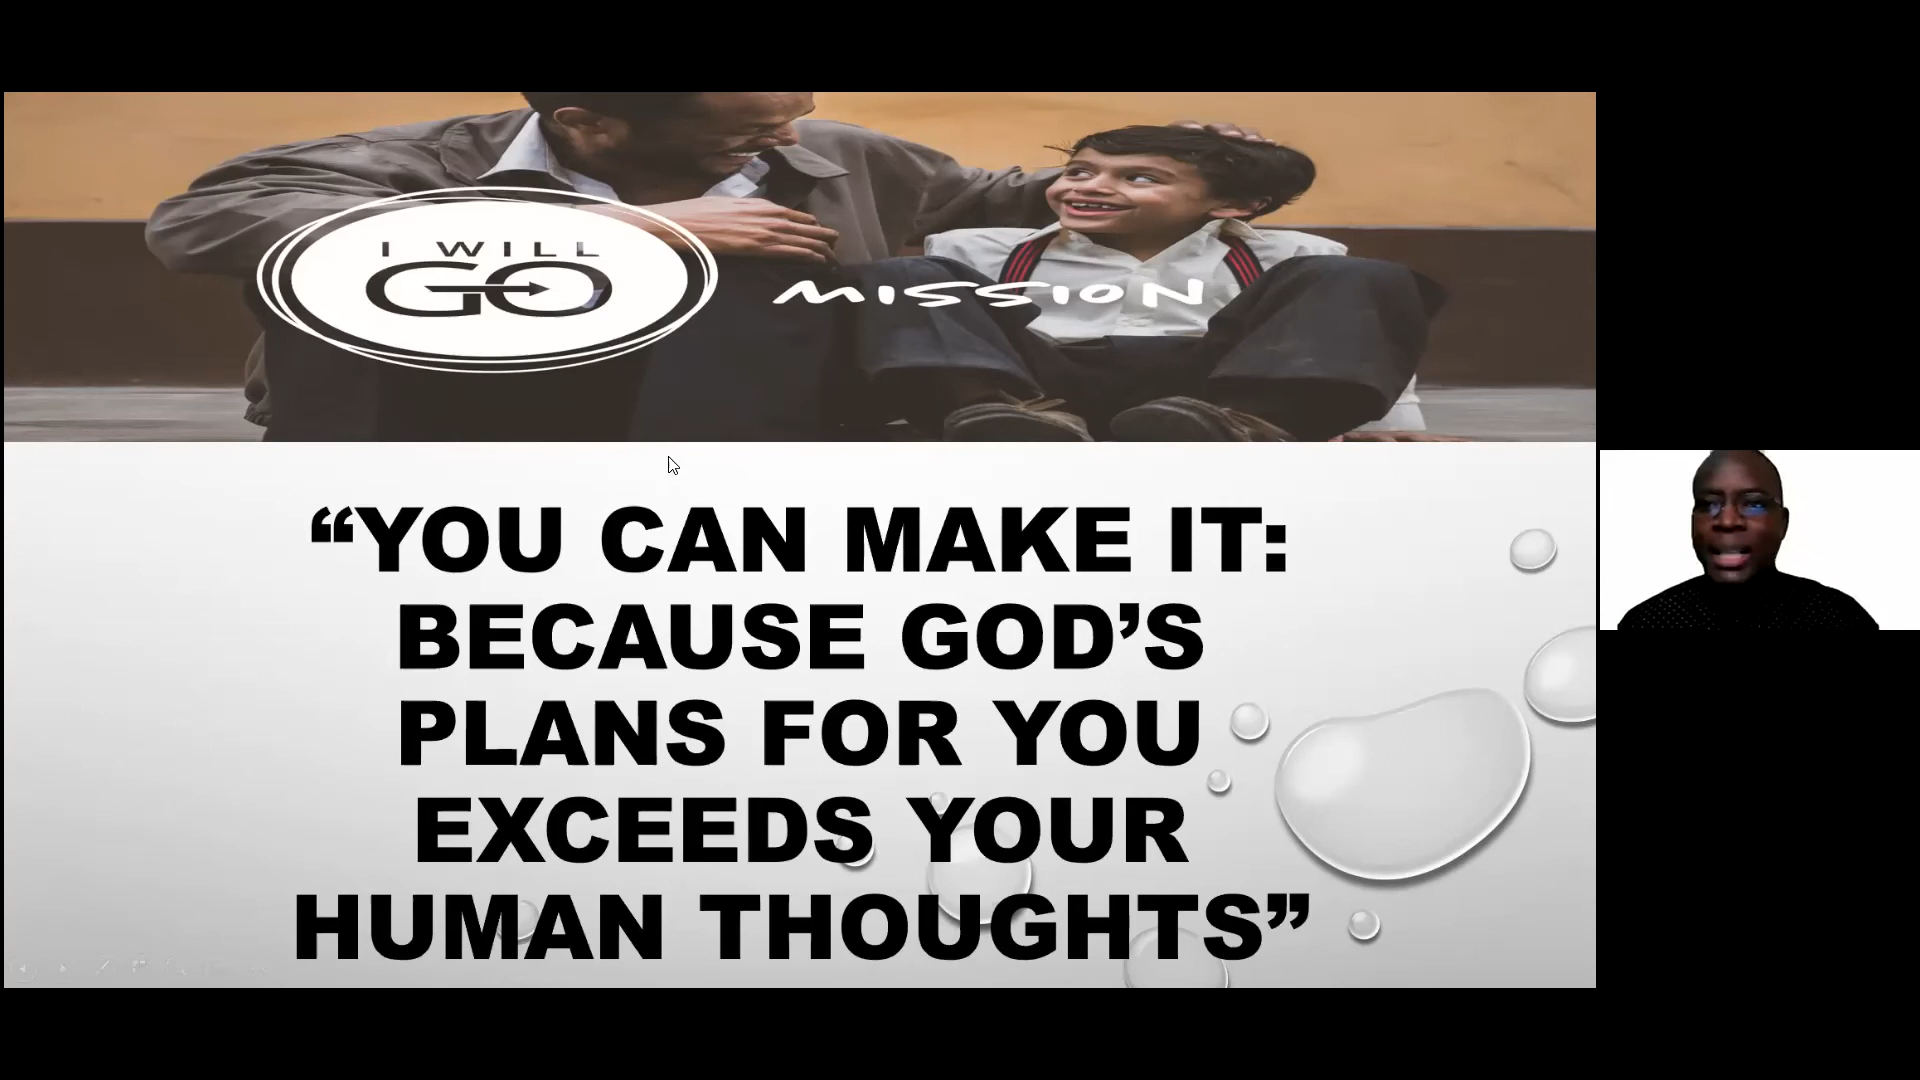 I WILL
GO
MISSION
“YOU CAN MAKE IT:
BECAUSE GOD’S
PLANS FOR YOU
EXCEEDS YOUR
HUMAN THOUGHTS”